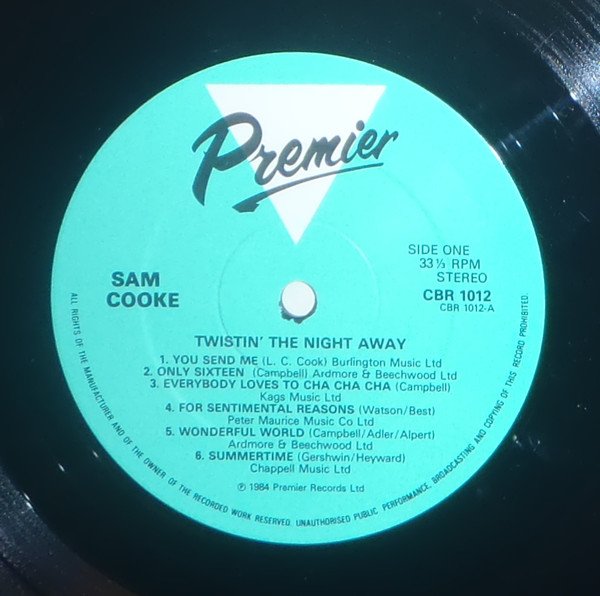 Premier
SIDE ONE
33⅓ RPM
STEREO
SAM
COOKE
CBR 1012
CBR 1012-A
TWISTIN' THE NIGHT AWAY
1. YOU SEND ME (L. C. Cook) Burlington Music Ltd
2. ONLY SIXTEEN (Campbell) Ardmore & Beechwood Ltd
3. EVERYBODY LOVES TO CHA CHA CHA (Campbell)
Kags Music Ltd
4. FOR SENTIMENTAL REASONS (Watson/Best)
Peter Maurice Music Co Ltd
5. WONDERFUL WORLD (Campbell/Adler/Alpert)
Ardmore & Beechwood Ltd
6. SUMMERTIME (Gershwin/Heyward)
Chappell Music Ltd
℗ 1984 Premier Records Ltd
ALL RIGHTS OF THE MANUFACTURER AND OF THE OWNER OF THE RECORDED WORK RESERVED. UNAUTHORISED PUBLIC PERFORMANCE, BROADCASTING AND COPYING OF THIS RECORD PROHIBITED.